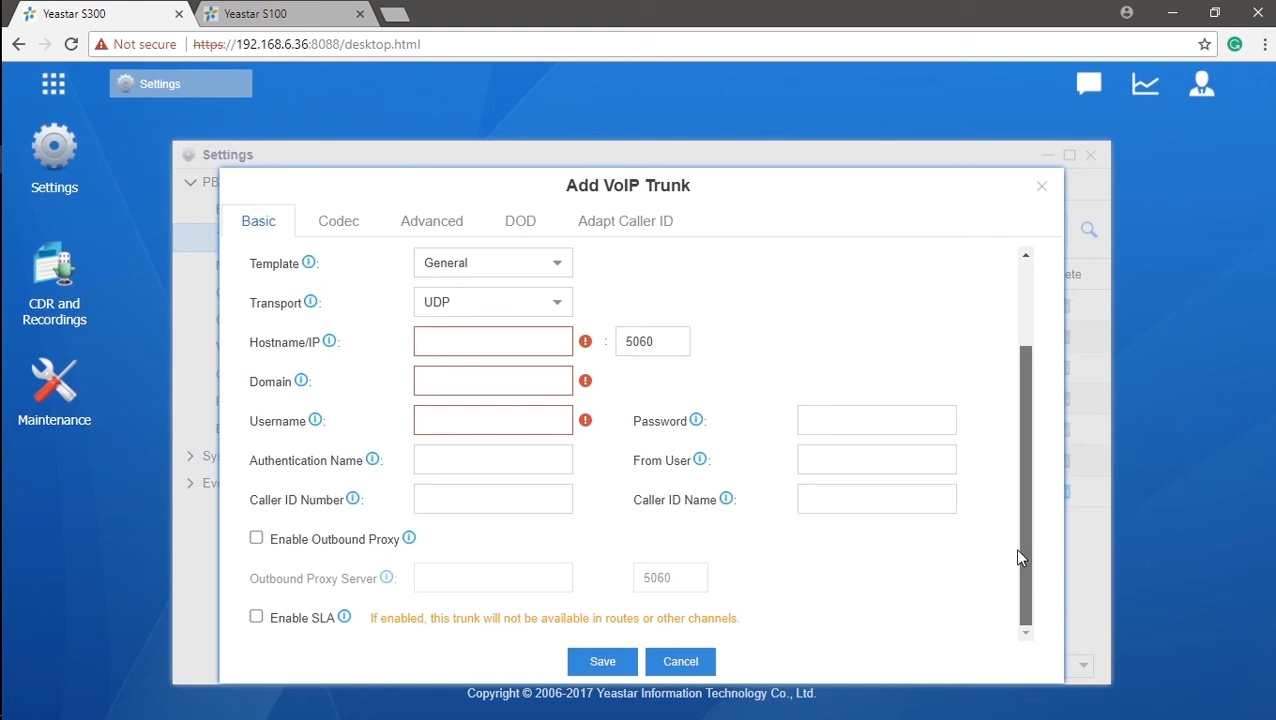 Yeastar S300
Yeastar S100
Not secure
https://192.168.6.36:8088/desktop.html
Settings
Settings
Settings
PB
Add VoIP Trunk
Basic
Codec
Advanced
DOD
Adapt Caller ID
Template : General
ete
Transport : UDP
Hostname/IP : : 5060
Domain :
Username : Password :
Authentication Name : From User :
Caller ID Number : Caller ID Name :
Enable Outbound Proxy
Outbound Proxy Server : 5060
Enable SLA If enabled, this trunk will not be available in routes or other channels.
Save
Cancel
CDR and
Recordings
Maintenance
Sys
Eve
Copyright © 2006-2017 Yeastar Information Technology Co., Ltd.